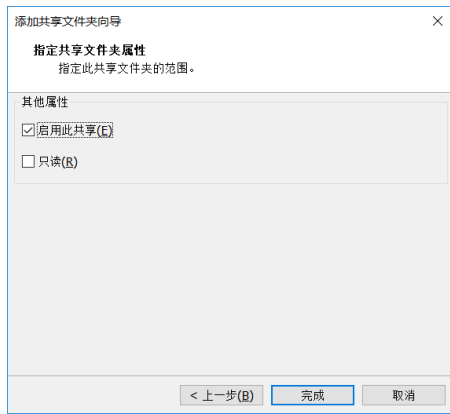 添加共享文件夹向导
指定共享文件夹属性
指定此共享文件夹的范围。
其他属性
启用此共享(E)
只读(R)
< 上一步(B)
完成
取消